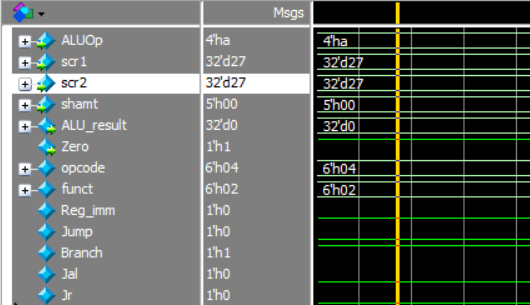 Msgs
ALUOp 4'ha 4'ha
scr1 32'd27 32'd27
scr2 32'd27 32'd27
shamt 5'h00 5'h00
ALU_result 32'd0 32'd0
Zero 1'h1
opcode 6'h04 6'h04
funct 6'h02 6'h02
Reg_imm 1'h0
Jump 1'h0
Branch 1'h1
Jal 1'h0
Jr 1'h0